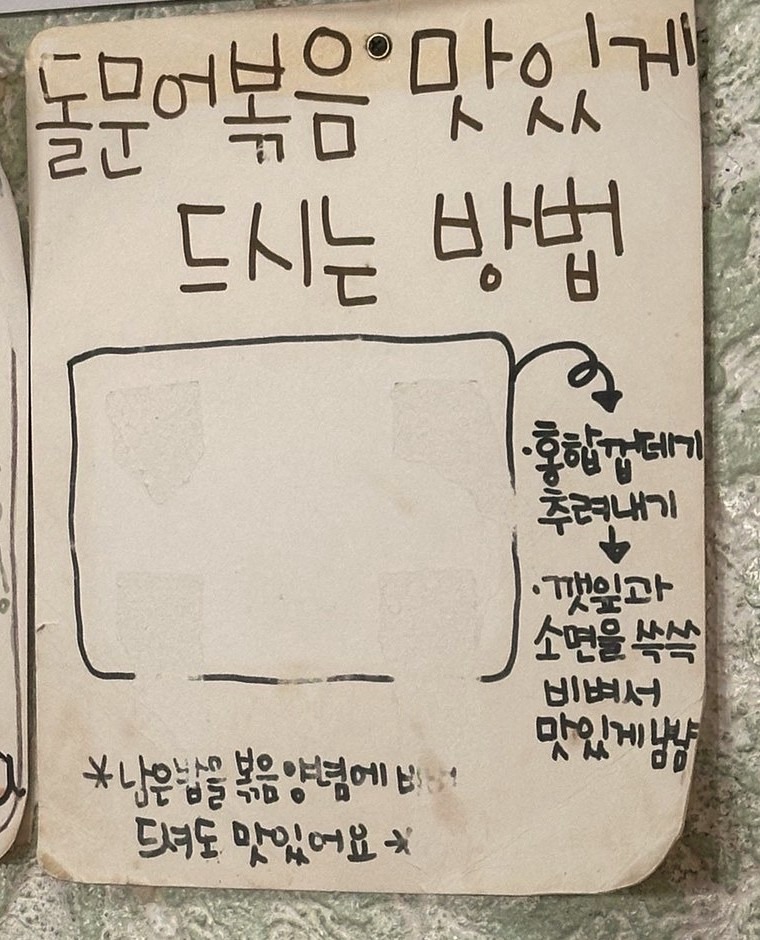 돌문어볶음 맛있게
드시는 방법
·홍합껍데기
추려내기
·깻잎과
소면을 쓱쓱
비벼서
맛있게냠냠
*남은밥을 볶음양념에
드셔도 맛있어요*